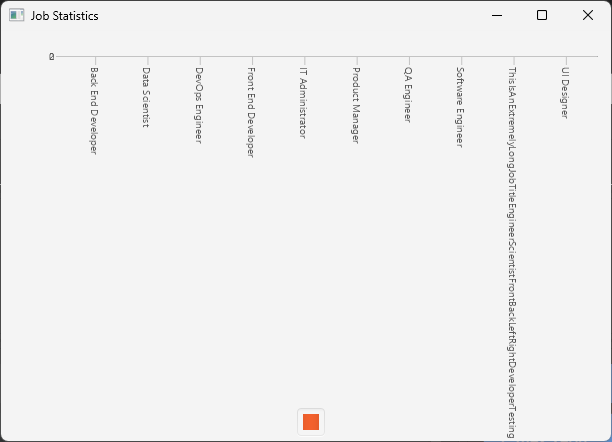 Job Statistics
Back End Developer
Data Scientist
DevOps Engineer
Front End Developer
IT Administrator
Product Manager
QA Engineer
Software Engineer
ThisIsAnExtremelyLongJobTitleEngineerScientistFrontBackLeftRightDeveloperTesting
UI Designer